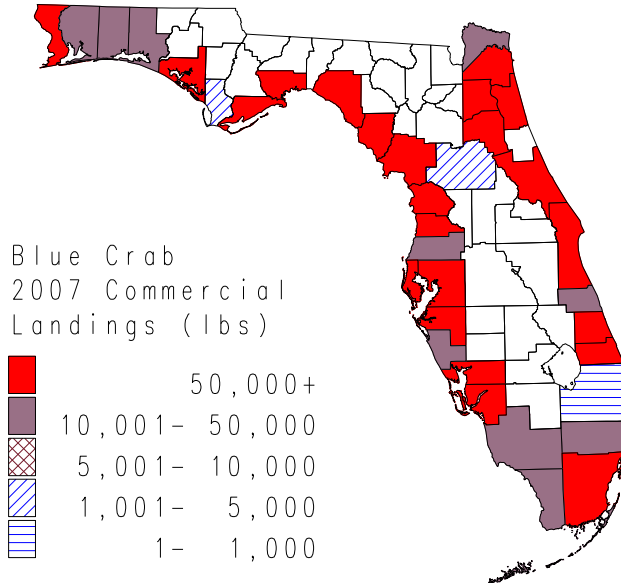 Blue Crab
2007 Commercial
Landings (lbs)
50,000+
10,001- 50,000
5,001- 10,000
1,001- 5,000
1- 1,000